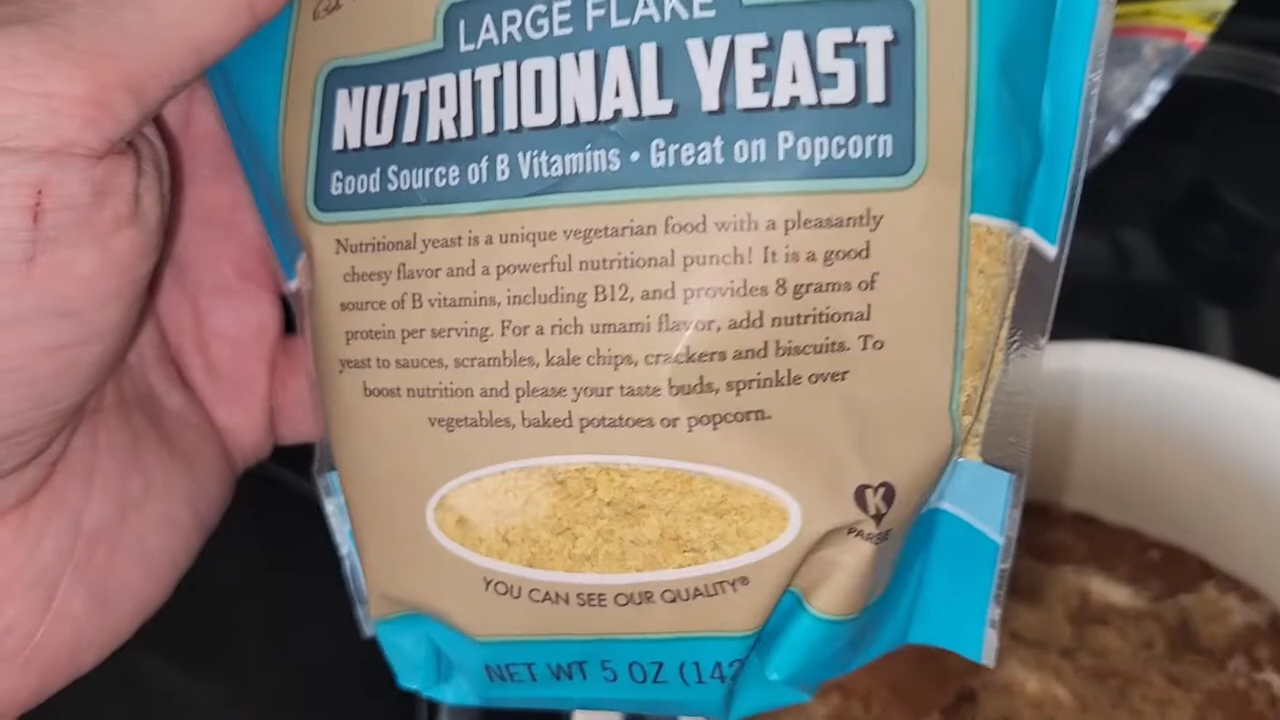 LARGE FLAKE
NUTRITIONAL YEAST
Good Source of B Vitamins • Great on Popcorn
Nutritional yeast is a unique vegetarian food with a pleasantly
cheesy flavor and a powerful nutritional punch! It is a good
source of B vitamins, including B12, and provides 8 grams of
protein per serving. For a rich umami flavor, add nutritional
yeast to sauces, scrambles, kale chips, crackers and biscuits. To
boost nutrition and please your taste buds, sprinkle over
vegetables, baked potatoes or popcorn.
K
PARVE
YOU CAN SEE OUR QUALITY®
NET WT 5 OZ (142